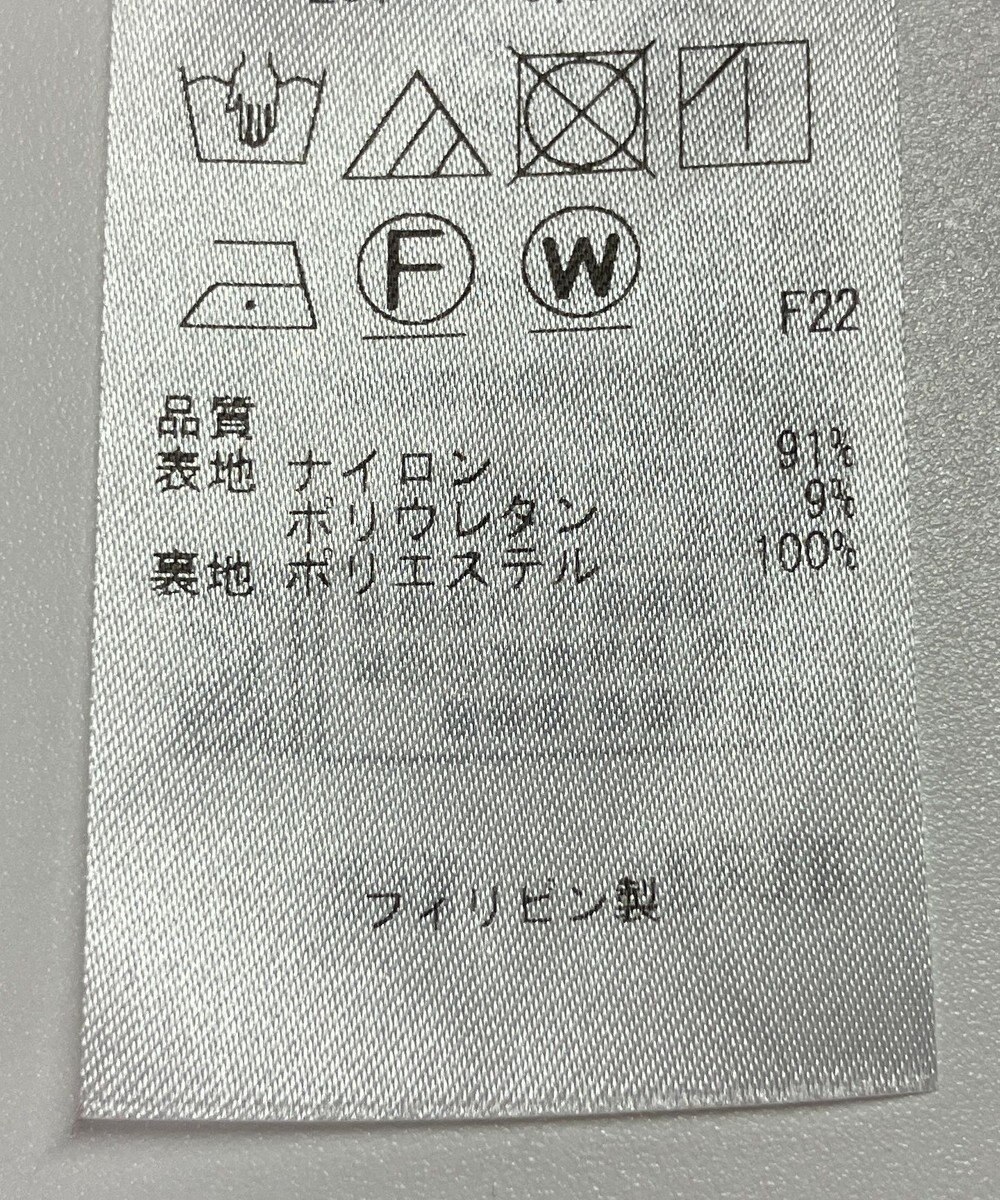 F W
F22
品質
表地 ナイロン 91%
ポリウレタン 9%
裏地 ポリエステル 100%
フィリピン製